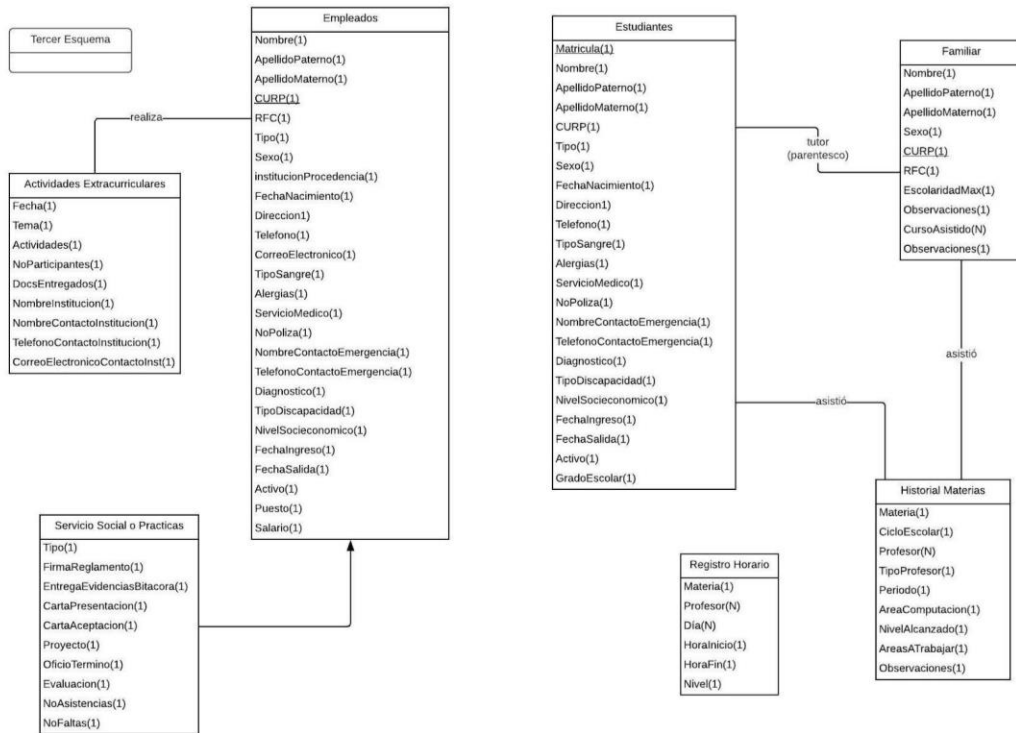 Tercer Esquema
Empleados
Nombre(1)
ApellidoPaterno(1)
ApellidoMaterno(1)
CURP(1)
RFC(1)
Tipo(1)
Sexo(1)
institucionProcedencia(1)
FechaNacimiento(1)
Direccion1)
Telefono(1)
CorreoElectronico(1)
TipoSangre(1)
Alergias(1)
ServicioMedico(1)
NoPoliza(1)
NombreContactoEmergencia(1)
TelefonoContactoEmergencia(1)
Diagnostico(1)
TipoDiscapacidad(1)
NivelSocieconomico(1)
FechaIngreso(1)
FechaSalida(1)
Activo(1)
Puesto(1)
Salario(1)
realiza
Actividades Extracurriculares
Fecha(1)
Tema(1)
Actividades(1)
NoParticipantes(1)
DocsEntregados(1)
NombreInstitucion(1)
NombreContactoInstitucion(1)
TelefonoContactoInstitucion(1)
CorreoElectronicoContactoInst(1)
Servicio Social o Practicas
Tipo(1)
FirmaReglamento(1)
EntregaEvidenciasBitacora(1)
CartaPresentacion(1)
CartaAceptacion(1)
Proyecto(1)
OficioTermino(1)
Evaluacion(1)
NoAsistencias(1)
NoFaltas(1)
Estudiantes
Matricula(1)
Nombre(1)
ApellidoPaterno(1)
ApellidoMaterno(1)
CURP(1)
Tipo(1)
Sexo(1)
FechaNacimiento(1)
Direccion1)
Telefono(1)
TipoSangre(1)
Alergias(1)
ServicioMedico(1)
NoPoliza(1)
NombreContactoEmergencia(1)
TelefonoContactoEmergencia(1)
Diagnostico(1)
TipoDiscapacidad(1)
NivelSocieconomico(1)
FechaIngreso(1)
FechaSalida(1)
Activo(1)
GradoEscolar(1)
tutor
(parentesco)
Familiar
Nombre(1)
ApellidoPaterno(1)
ApellidoMaterno(1)
Sexo(1)
CURP(1)
RFC(1)
EscolaridadMax(1)
Observaciones(1)
CursoAsistido(N)
Observaciones(1)
asistió
asistió
Historial Materias
Materia(1)
CicloEscolar(1)
Profesor(N)
TipoProfesor(1)
Periodo(1)
AreaComputacion(1)
NivelAlcanzado(1)
AreasATrabajar(1)
Observaciones(1)
Registro Horario
Materia(1)
Profesor(N)
Día(N)
HoraInicio(1)
HoraFin(1)
Nivel(1)